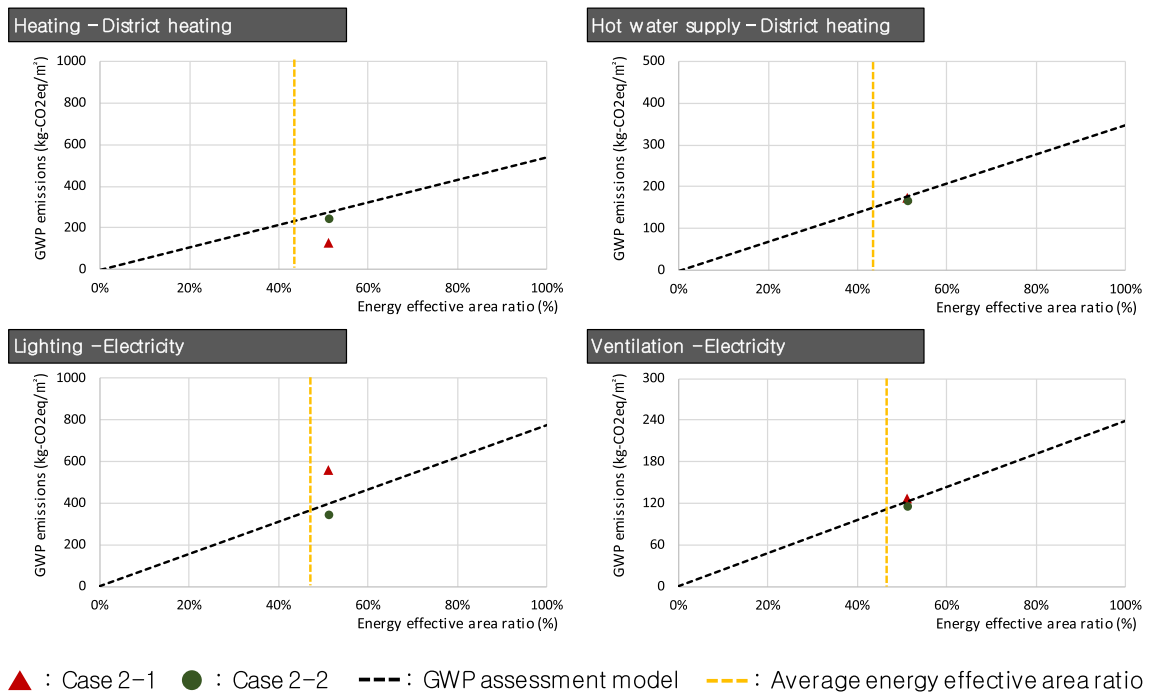 Heating – District heating
GWP emissions (kg-CO2eq/㎡)
1000
800
600
400
200
0
0% 20% 40% 60% 80% 100%
Energy effective area ratio (%)
Hot water supply – District heating
GWP emissions (kg-CO2eq/㎡)
500
400
300
200
100
0
0% 20% 40% 60% 80% 100%
Energy effective area ratio (%)
Lighting –Electricity
GWP emissions (kg-CO2eq/㎡)
1000
800
600
400
200
0
0% 20% 40% 60% 80% 100%
Energy effective area ratio (%)
Ventilation –Electricity
GWP emissions (kg-CO2eq/㎡)
300
240
180
120
60
0
0% 20% 40% 60% 80% 100%
Energy effective area ratio (%)
: Case 2-1 : Case 2-2 : GWP assessment model : Average energy effective area ratio